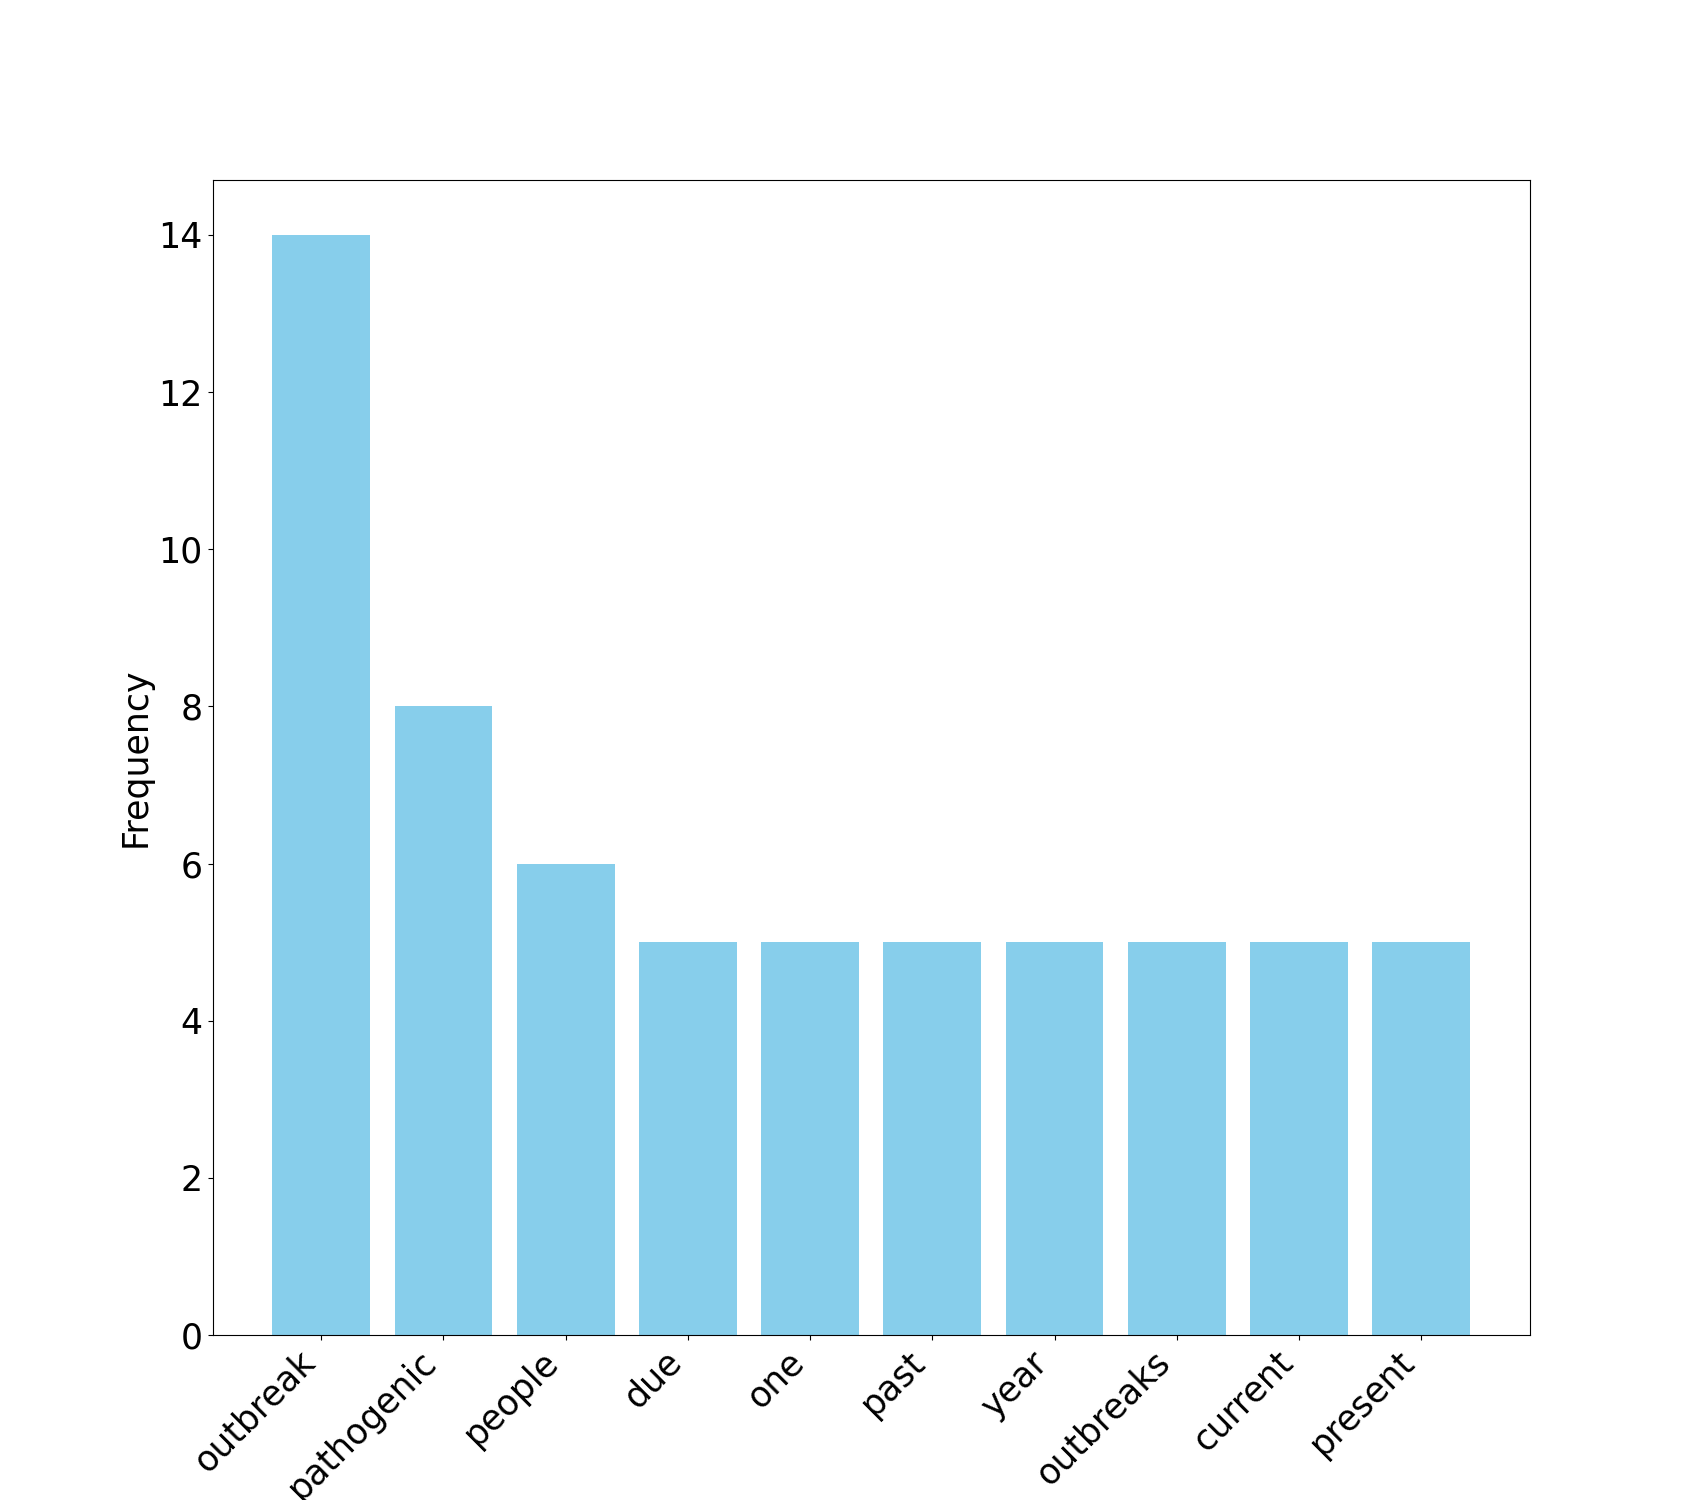 Frequency
14
12
10
8
6
4
2
0
outbreak
pathogenic
people
due
one
past
year
outbreaks
current
present